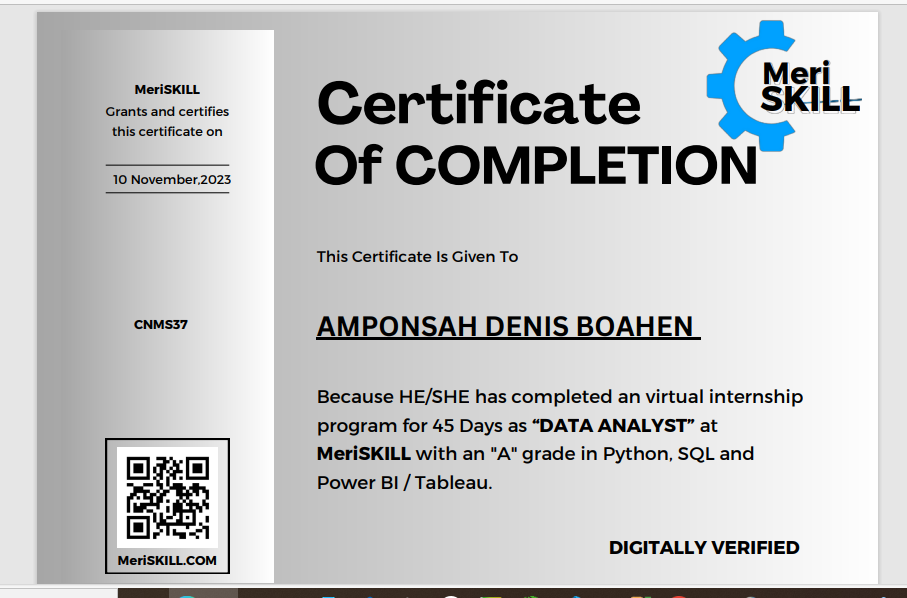 MeriSKILL
Grants and certifies
this certificate on
10 November,2023
CNMS37
MeriSKILL.COM
Meri
SKILL
Certificate
Of COMPLETION
This Certificate Is Given To
AMPONSAH DENIS BOAHEN
Because HE/SHE has completed an virtual internship
program for 45 Days as “DATA ANALYST” at
MeriSKILL with an "A" grade in Python, SQL and
Power BI / Tableau.
DIGITALLY VERIFIED